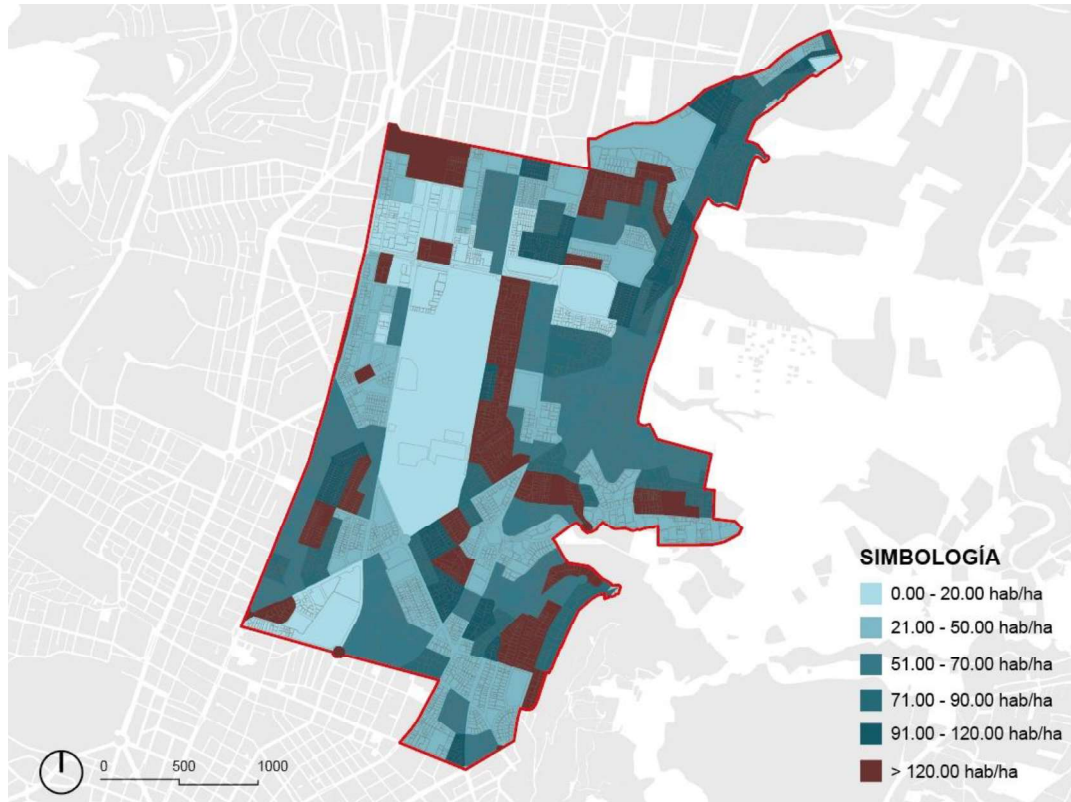 SIMBOLOGÍA
0.00 - 20.00 hab/ha
21.00 - 50.00 hab/ha
51.00 - 70.00 hab/ha
71.00 - 90.00 hab/ha
91.00 - 120.00 hab/ha
> 120.00 hab/ha
0 500 1000